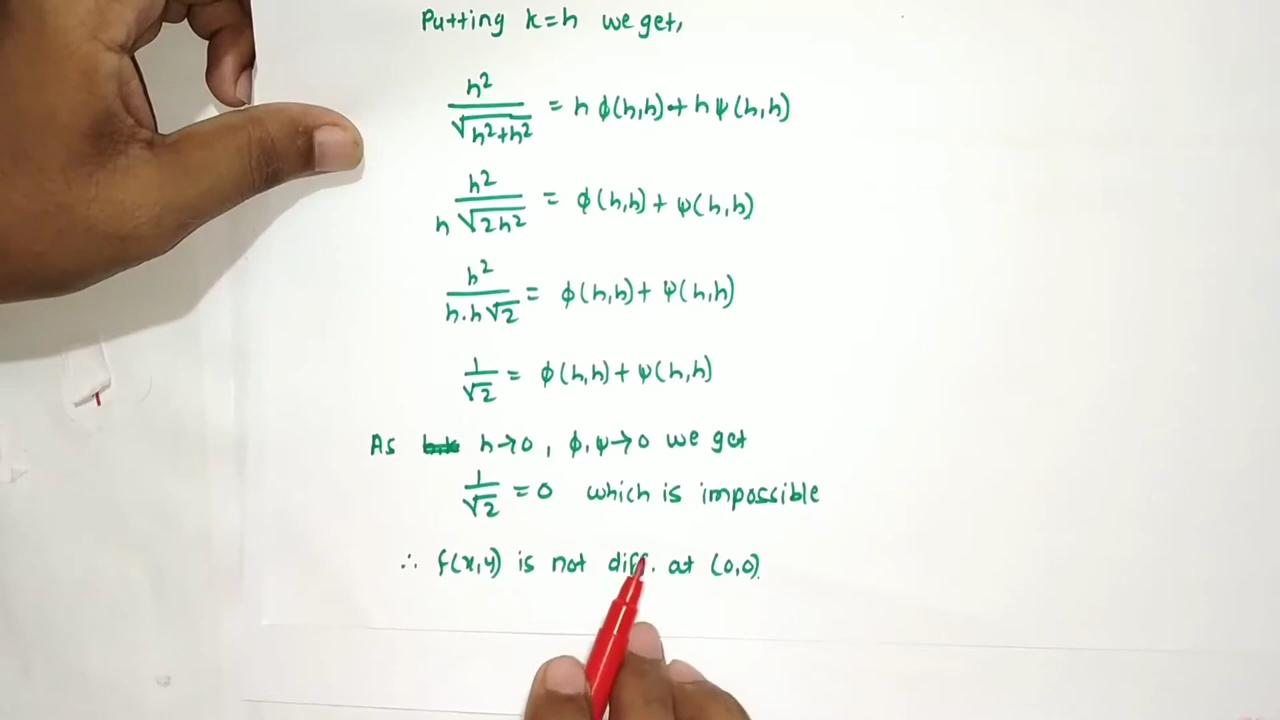 Putting k=h we get,
h²/√(h²+h²) = h ϕ(h,h) + h ψ(h,h)
h²/(h √(2h²)) = ϕ(h,h) + ψ(h,h)
h²/(h·h√2) = ϕ(h,h) + ψ(h,h)
1/√2 = ϕ(h,h) + ψ(h,h)
As h→0, ϕ,ψ→0 we get
1/√2 = 0 which is impossible
∴ f(x,y) is not diff. at (0,0).